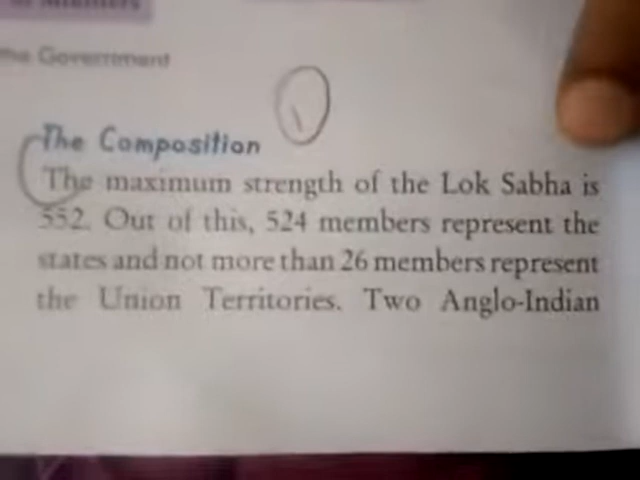 the Government
The Composition
The maximum strength of the Lok Sabha is
552. Out of this, 524 members represent the
states and not more than 26 members represent
the Union Territories. Two Anglo-Indian